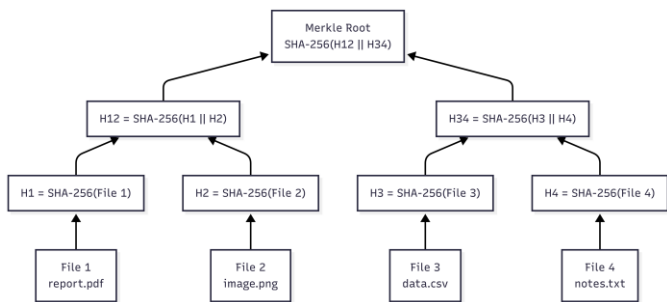 Merkle Root
SHA-256(H12 || H34)
H12 = SHA-256(H1 || H2)
H34 = SHA-256(H3 || H4)
H1 = SHA-256(File 1)
H2 = SHA-256(File 2)
H3 = SHA-256(File 3)
H4 = SHA-256(File 4)
File 1
report.pdf
File 2
image.png
File 3
data.csv
File 4
notes.txt